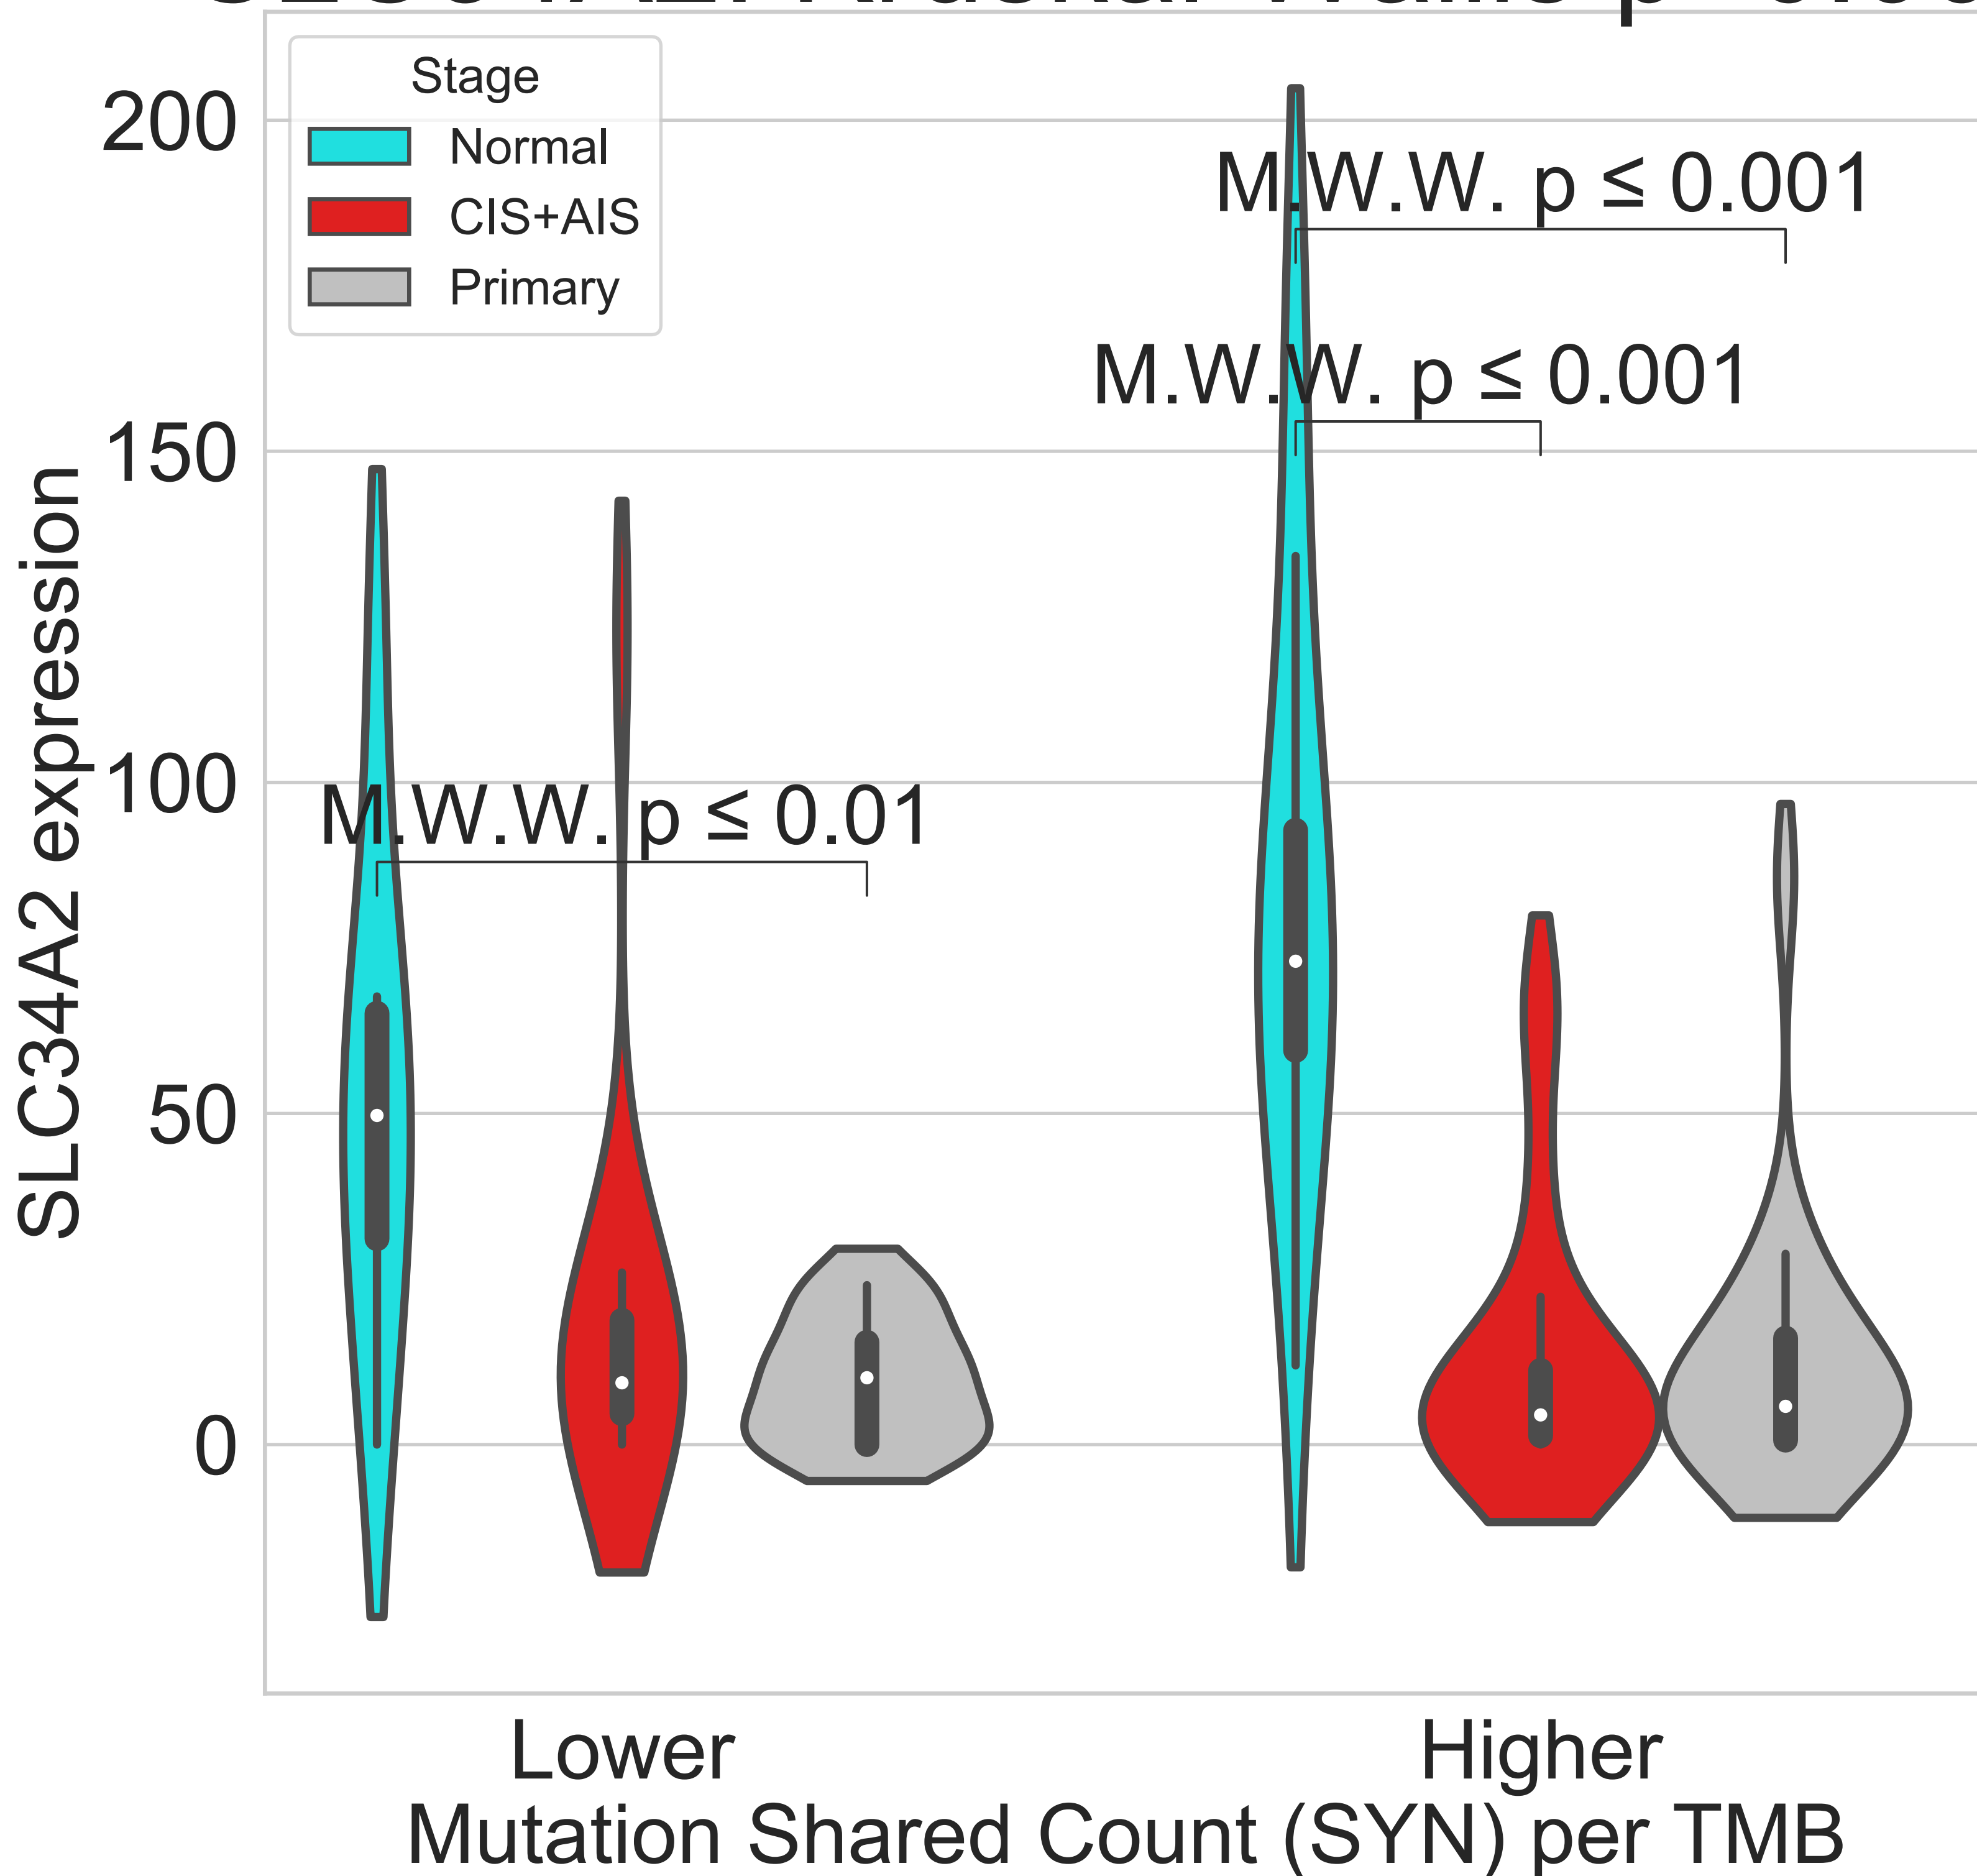 Stage
Normal
CIS+AIS
Primary
200
150
100
50
0
SLC34A2 expression
M.W.W. p ≤ 0.001
M.W.W. p ≤ 0.001
M.W.W. p ≤ 0.01
Lower
Higher
Mutation Shared Count (SYN) per TMB